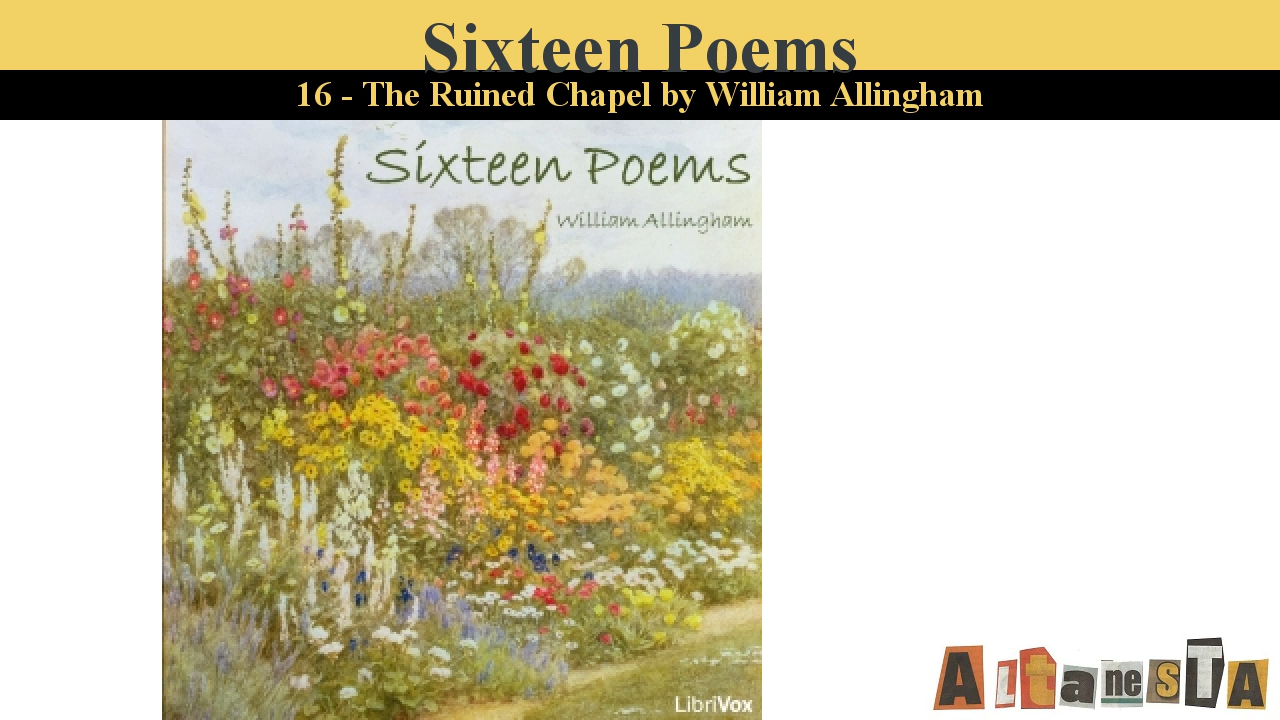 Sixteen Poems
16 - The Ruined Chapel by William Allingham
Sixteen Poems
William Allingham
LibriVox
AltanesTA